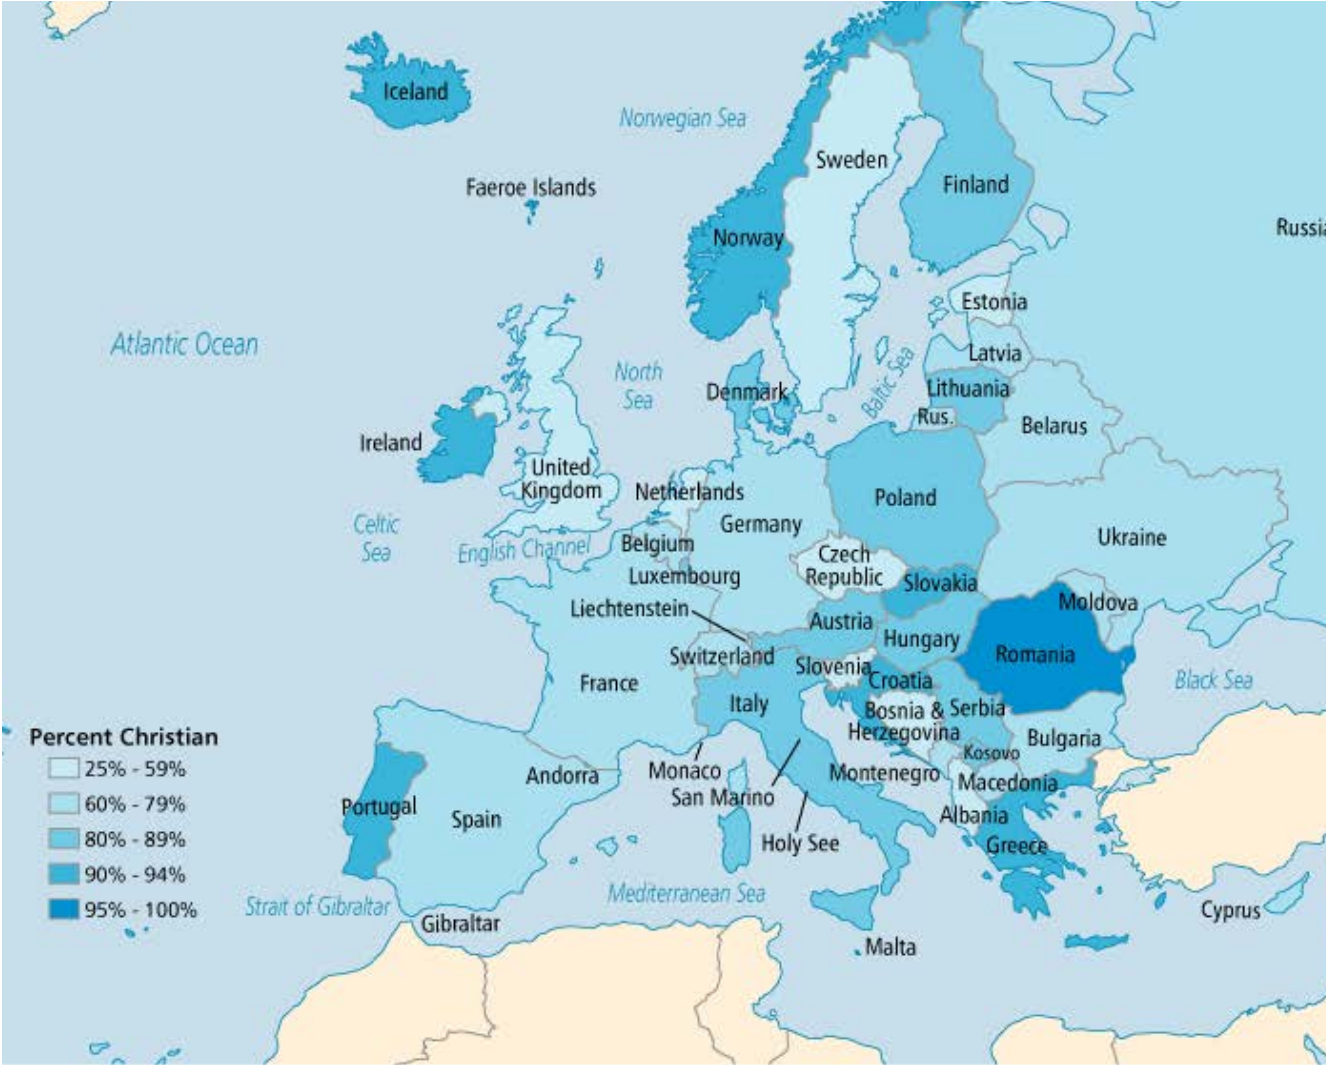 Iceland
Norwegian Sea
Sweden
Faeroe Islands
Finland
Norway
Russia
Estonia
Atlantic Ocean
Latvia
North
Sea
Denmark
Baltic Sea
Lithuania
Rus.
Belarus
Ireland
United
Kingdom
Netherlands
Poland
Germany
Celtic
Sea
English Channel
Belgium
Ukraine
Czech
Republic
Luxembourg
Slovakia
Liechtenstein
Moldova
Austria
Hungary
Switzerland
Slovenia
Romania
France
Croatia
Black Sea
Italy
Bosnia &
Herzegovina
Serbia
Bulgaria
Kosovo
Andorra
Monaco
Montenegro
San Marino
Macedonia
Portugal
Spain
Albania
Holy See
Greece
Mediterranean Sea
Strait of Gibraltar
Gibraltar
Cyprus
Malta
Percent Christian
25% - 59%
60% - 79%
80% - 89%
90% - 94%
95% - 100%